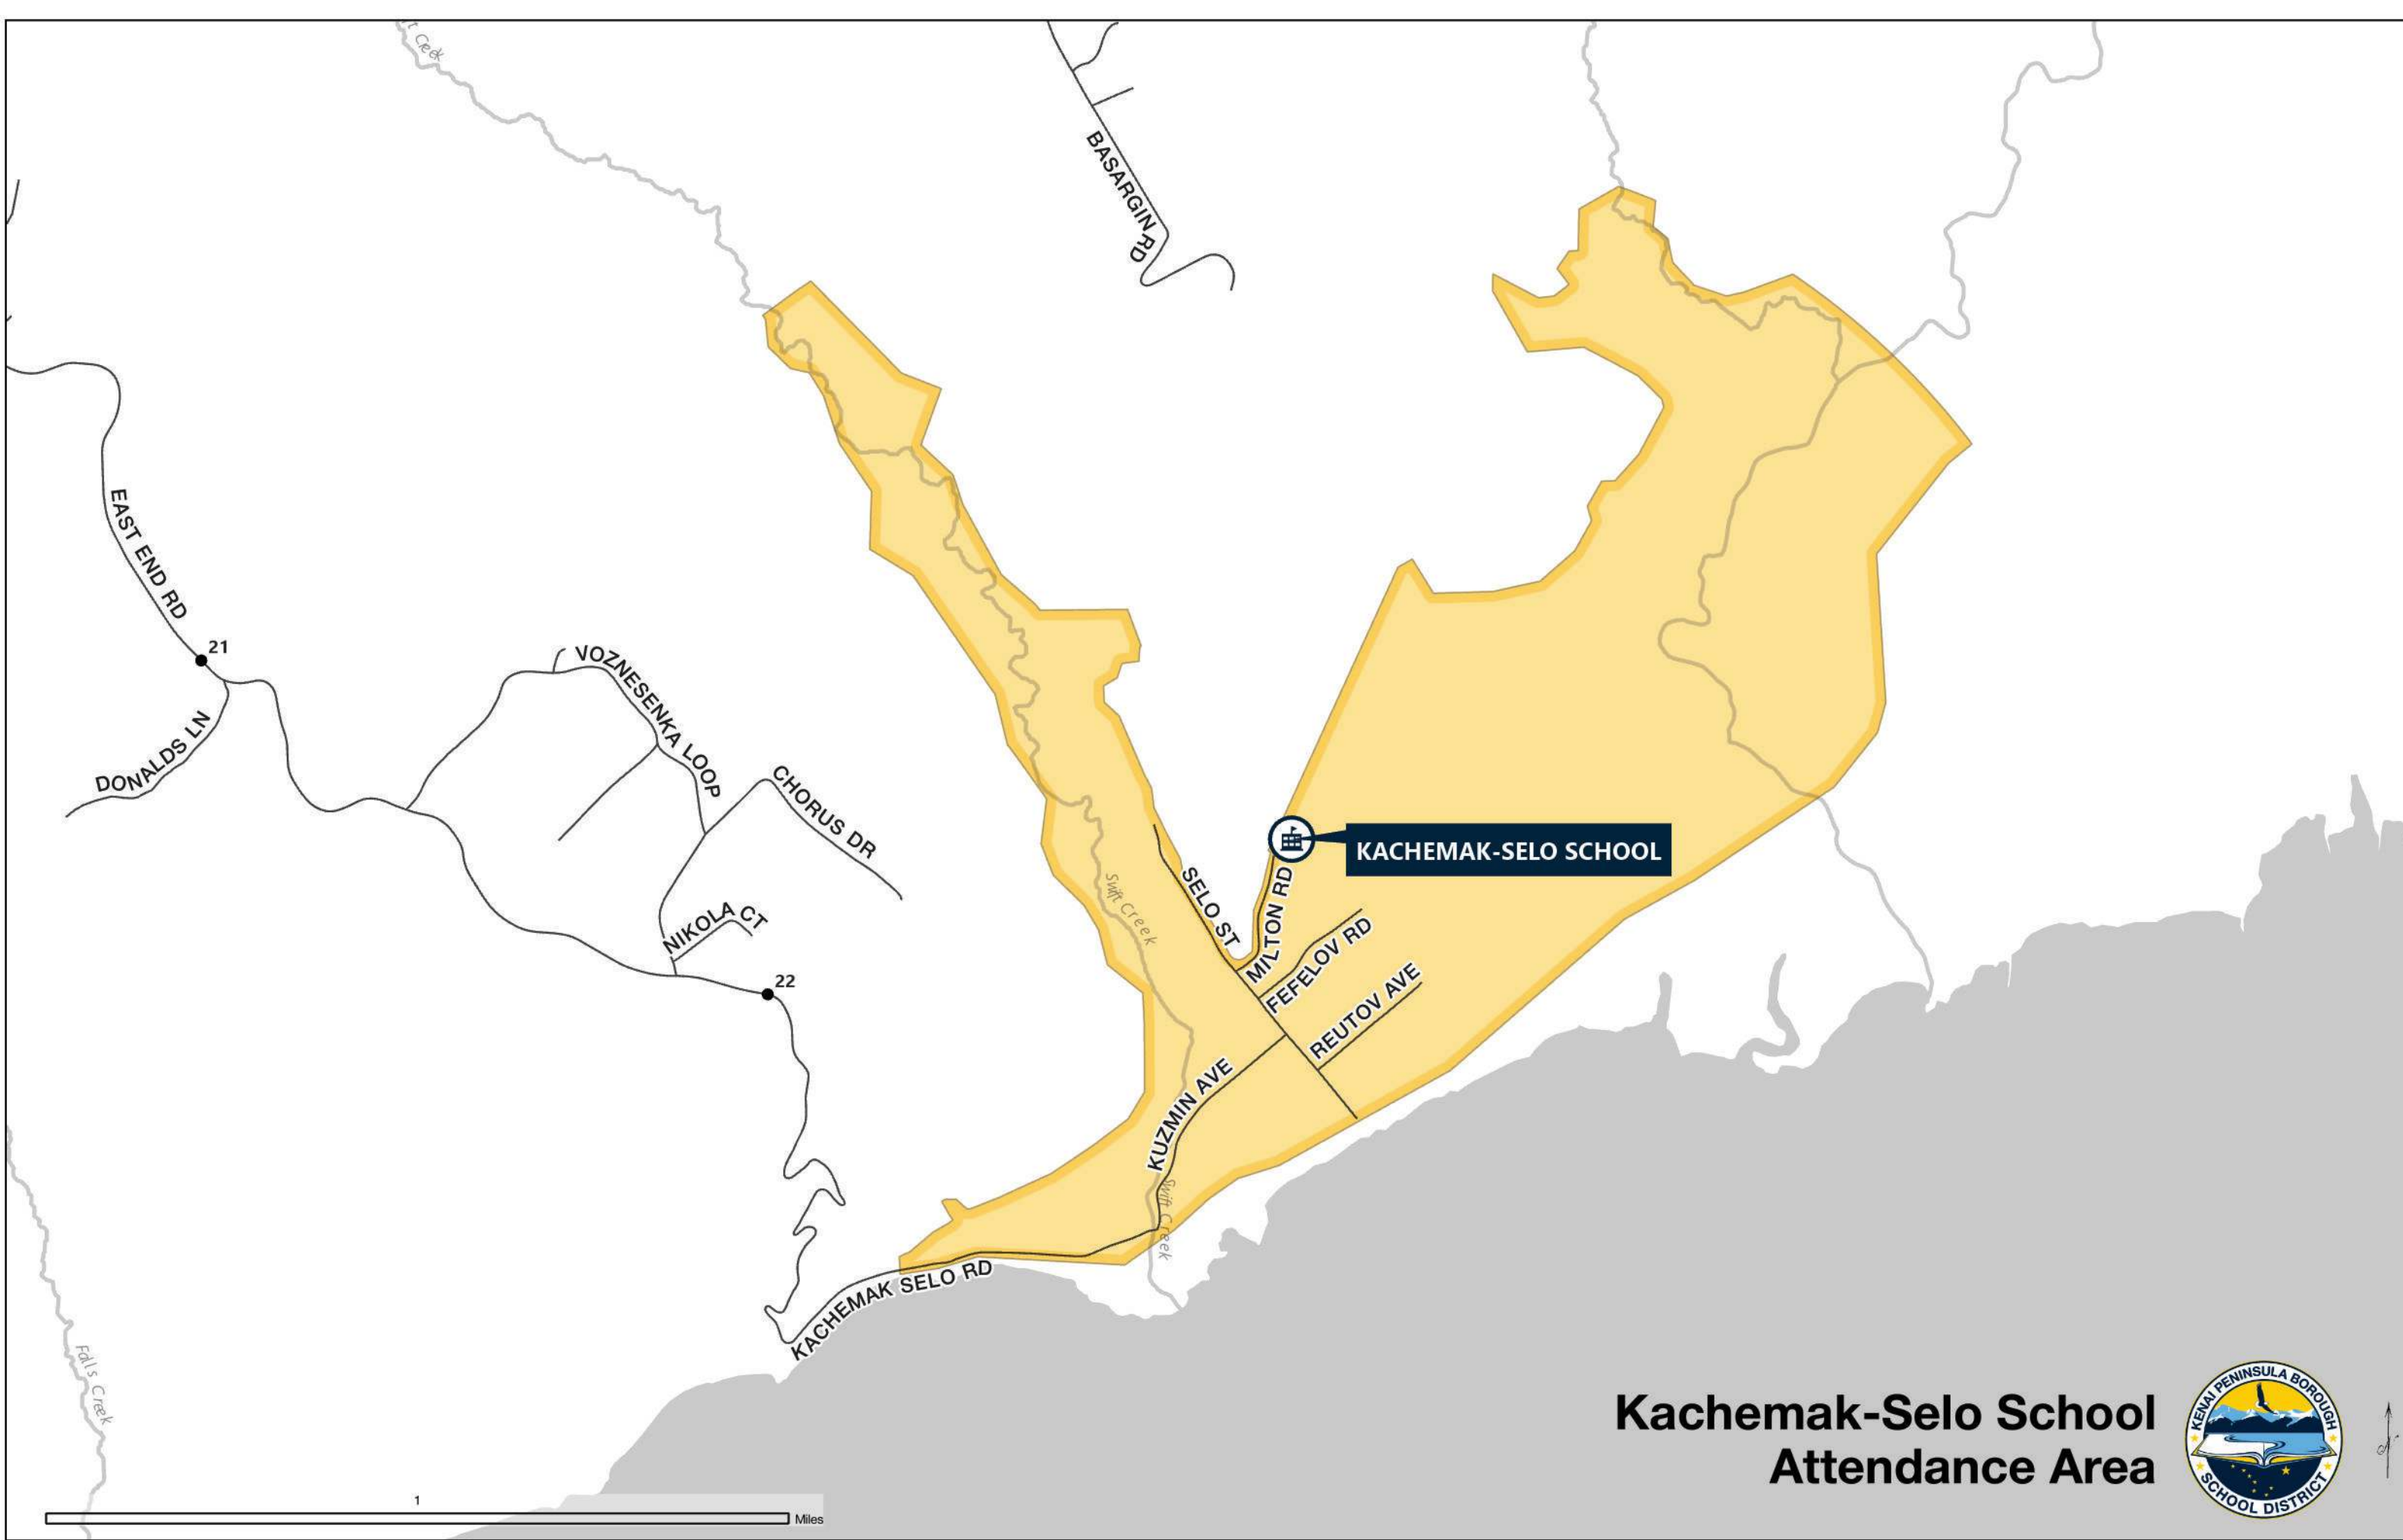 t Creek
BASARGIN RD
EAST END RD
21
VOZNESENKA LOOP
DONALDS LN
CHORUS DR
KACHEMAK-SELO SCHOOL
SELO ST
MILTON RD
Swift Creek
NIKOLA CT
FEFELOV RD
22
REUTOV AVE
KUZMIN AVE
Swift Creek
KACHEMAK SELO RD
Falls Creek
Kachemak-Selo School
Attendance Area
KENAI PENINSULA BOROUGH
SCHOOL DISTRICT
1
Miles